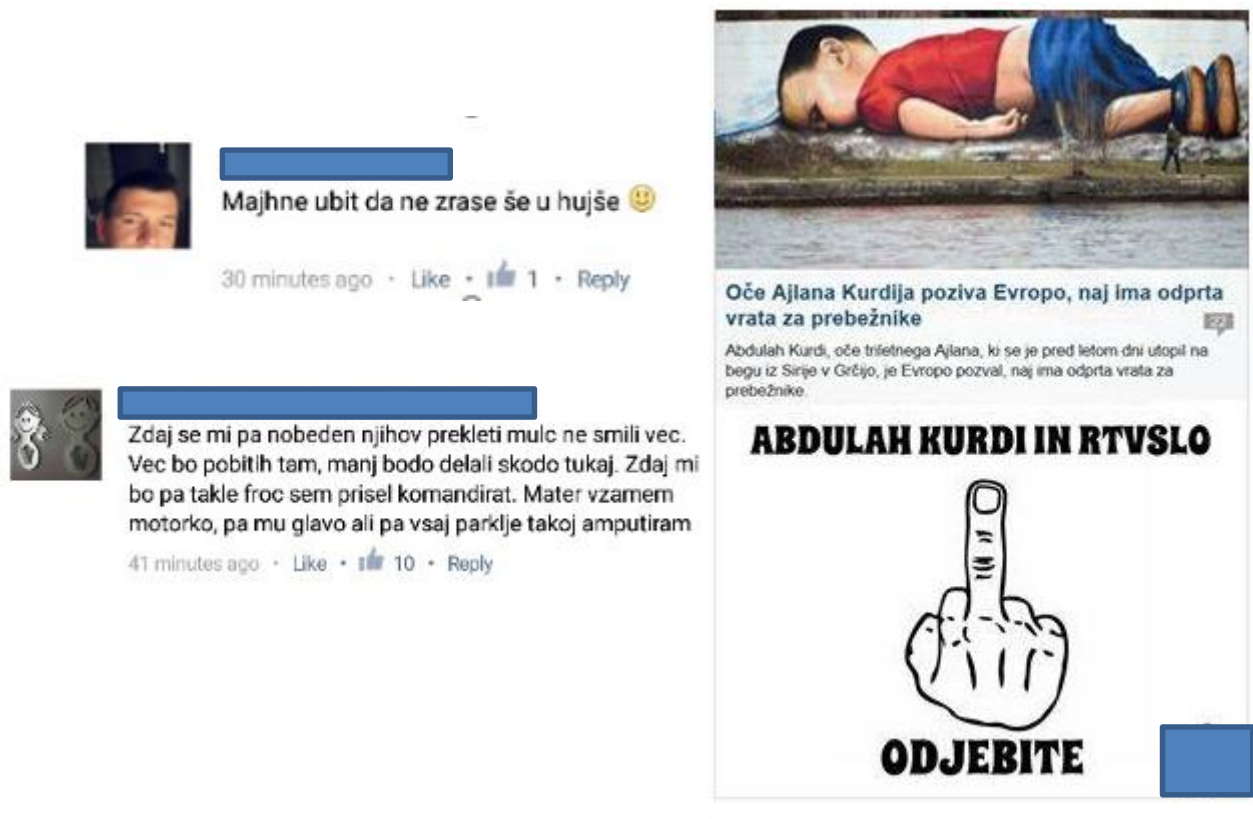 Majhne ubit da ne zrase še u hujše
30 minutes ago · Like · 1 · Reply
Zdaj se mi pa nobeden njihov prekleti mulc ne smili vec.
Vec bo pobitih tam, manj bodo delali skodo tukaj. Zdaj mi
bo pa takle froc sem prisel komandirat. Mater vzamem
motorko, pa mu glavo ali pa vsaj parklje takoj amputiram
41 minutes ago · Like · 10 · Reply
Oče Ajlana Kurdija poziva Evropo, naj ima odprta
vrata za prebežnike
Abdulah Kurdi, oče triletnega Ajlana, ki se je pred letom dni utopil na
begu iz Sirije v Grčijo, je Evropo pozval, naj ima odprta vrata za
prebežnike.
ABDULAH KURDI IN RTVSLO
ODJEBITE